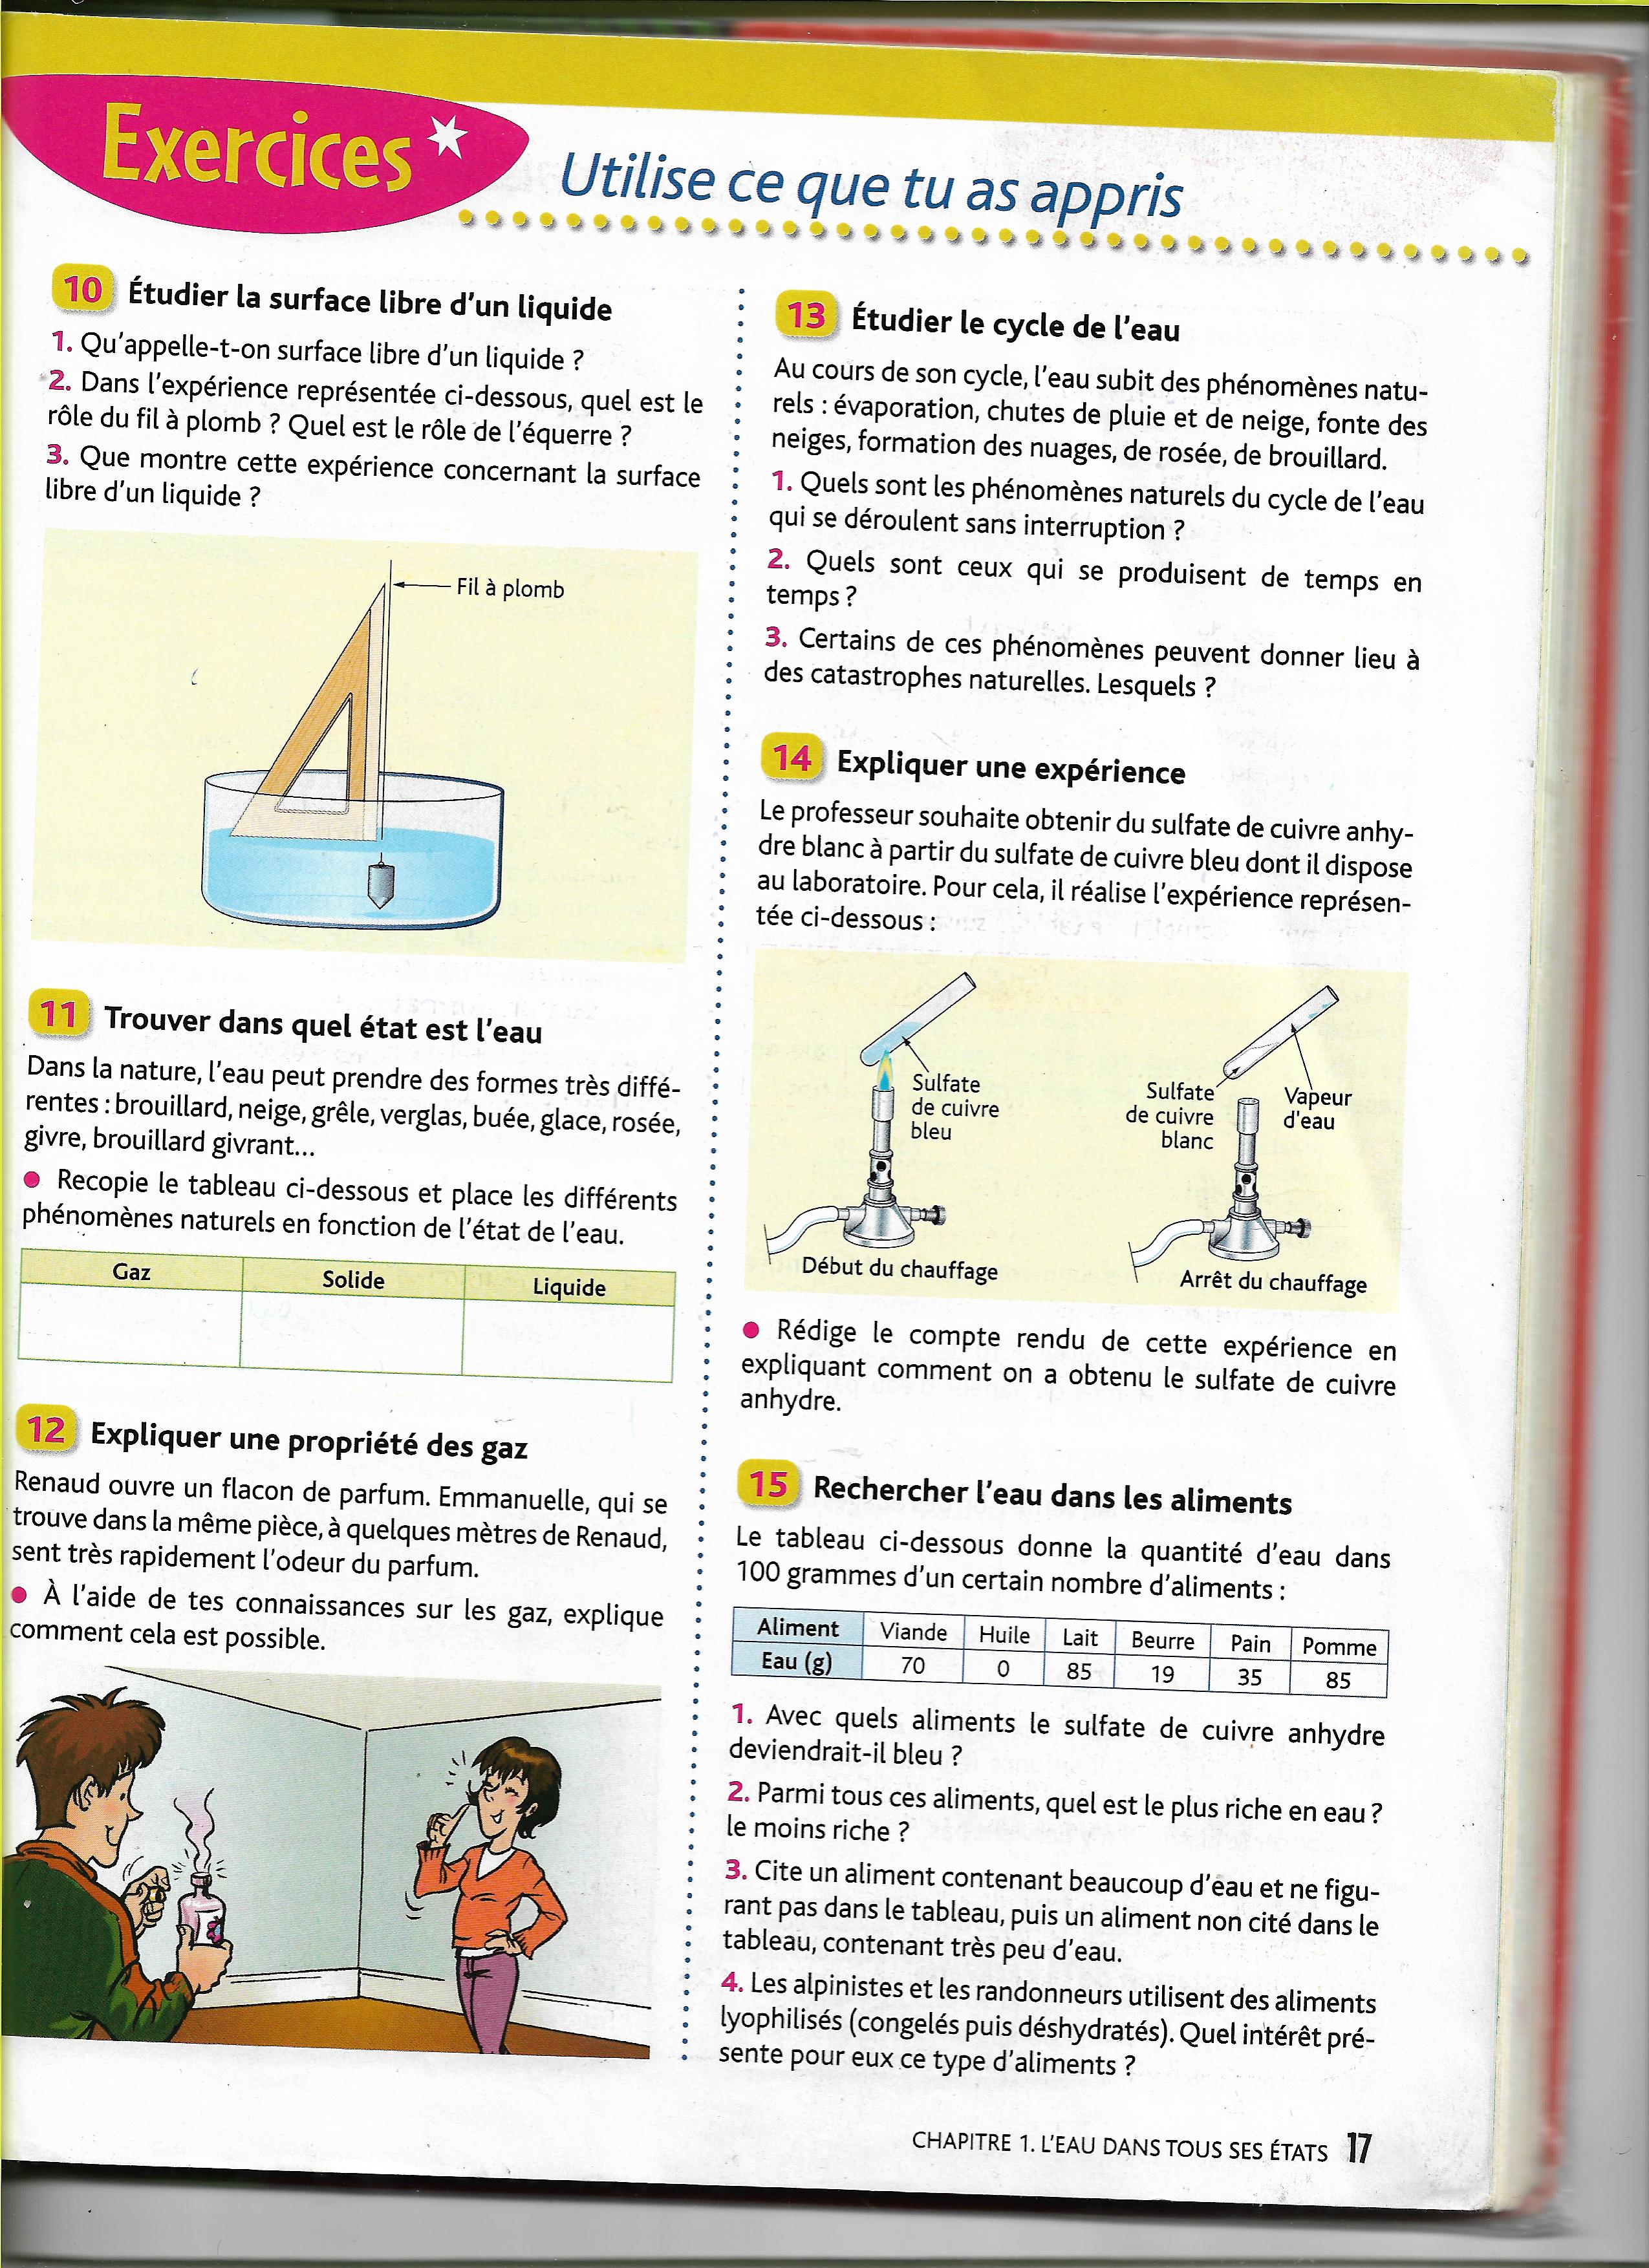 Exercices
Utilise ce que tu as appris
10 Étudier la surface libre d'un liquide
1. Qu'appelle-t-on surface libre d'un liquide ?
2. Dans l'expérience représentée ci-dessous, quel est le
rôle du fil à plomb ? Quel est le rôle de l'équerre ?
3. Que montre cette expérience concernant la surface
libre d'un liquide ?
Fil à plomb
11 Trouver dans quel état est l'eau
Dans la nature, l'eau peut prendre des formes très diffé-
rentes : brouillard, neige, grêle, verglas, buée, glace, rosée,
givre, brouillard givrant...
• Recopie le tableau ci-dessous et place les différents
phénomènes naturels en fonction de l'état de l'eau.
Gaz Solide Liquide
12 Expliquer une propriété des gaz
Renaud ouvre un flacon de parfum. Emmanuelle, qui se
trouve dans la même pièce, à quelques mètres de Renaud,
sent très rapidement l'odeur du parfum.
• À l'aide de tes connaissances sur les gaz, explique
comment cela est possible.
13 Étudier le cycle de l'eau
Au cours de son cycle, l'eau subit des phénomènes natu-
rels : évaporation, chutes de pluie et de neige, fonte des
neiges, formation des nuages, de rosée, de brouillard.
1. Quels sont les phénomènes naturels du cycle de l'eau
qui se déroulent sans interruption ?
2. Quels sont ceux qui se produisent de temps en
temps ?
3. Certains de ces phénomènes peuvent donner lieu à
des catastrophes naturelles. Lesquels ?
14 Expliquer une expérience
Le professeur souhaite obtenir du sulfate de cuivre anhy-
dre blanc à partir du sulfate de cuivre bleu dont il dispose
au laboratoire. Pour cela, il réalise l'expérience représen-
tée ci-dessous :
Sulfate
de cuivre
bleu
Début du chauffage
Sulfate
de cuivre
blanc
Vapeur
d'eau
Arrêt du chauffage
• Rédige le compte rendu de cette expérience en
expliquant comment on a obtenu le sulfate de cuivre
anhydre.
15 Rechercher l'eau dans les aliments
Le tableau ci-dessous donne la quantité d'eau dans
100 grammes d'un certain nombre d'aliments :
Aliment Viande Huile Lait Beurre Pain Pomme
Eau (g) 70 0 85 19 35 85
1. Avec quels aliments le sulfate de cuivre anhydre
deviendrait-il bleu ?
2. Parmi tous ces aliments, quel est le plus riche en eau ?
le moins riche ?
3. Cite un aliment contenant beaucoup d'eau et ne figu-
rant pas dans le tableau, puis un aliment non cité dans le
tableau, contenant très peu d'eau.
4. Les alpinistes et les randonneurs utilisent des aliments
lyophilisés (congelés puis déshydratés). Quel intérêt pré-
sente pour eux ce type d'aliments ?
CHAPITRE 1. L'EAU DANS TOUS SES ÉTATS 17